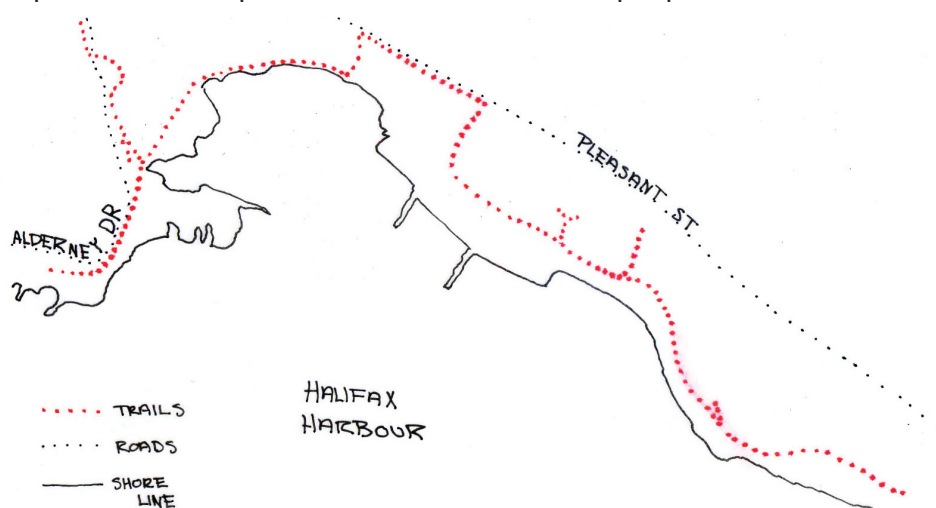 PLEASANT ST.
ALDERNEY DR
HALIFAX
HARBOUR
TRAILS
ROADS
SHORE
LINE